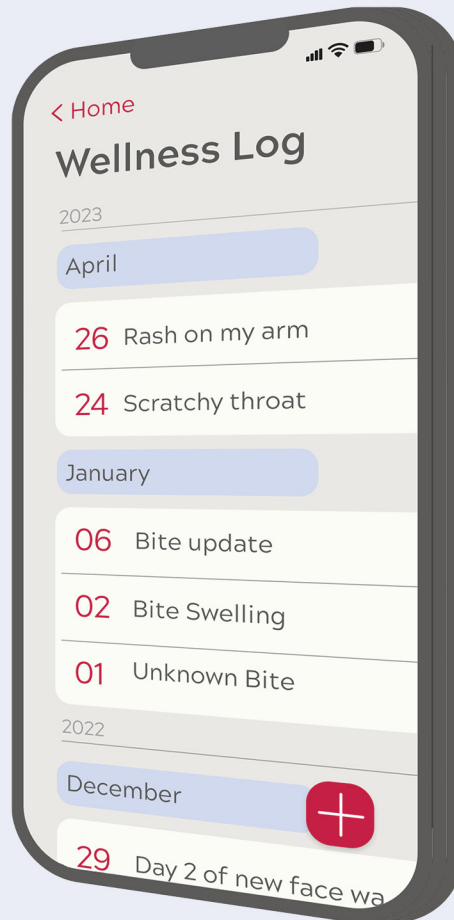 < Home
Wellness Log
2023
April
26 Rash on my arm
24 Scratchy throat
January
06 Bite update
02 Bite Swelling
01 Unknown Bite
2022
December
29 Day 2 of new face wa